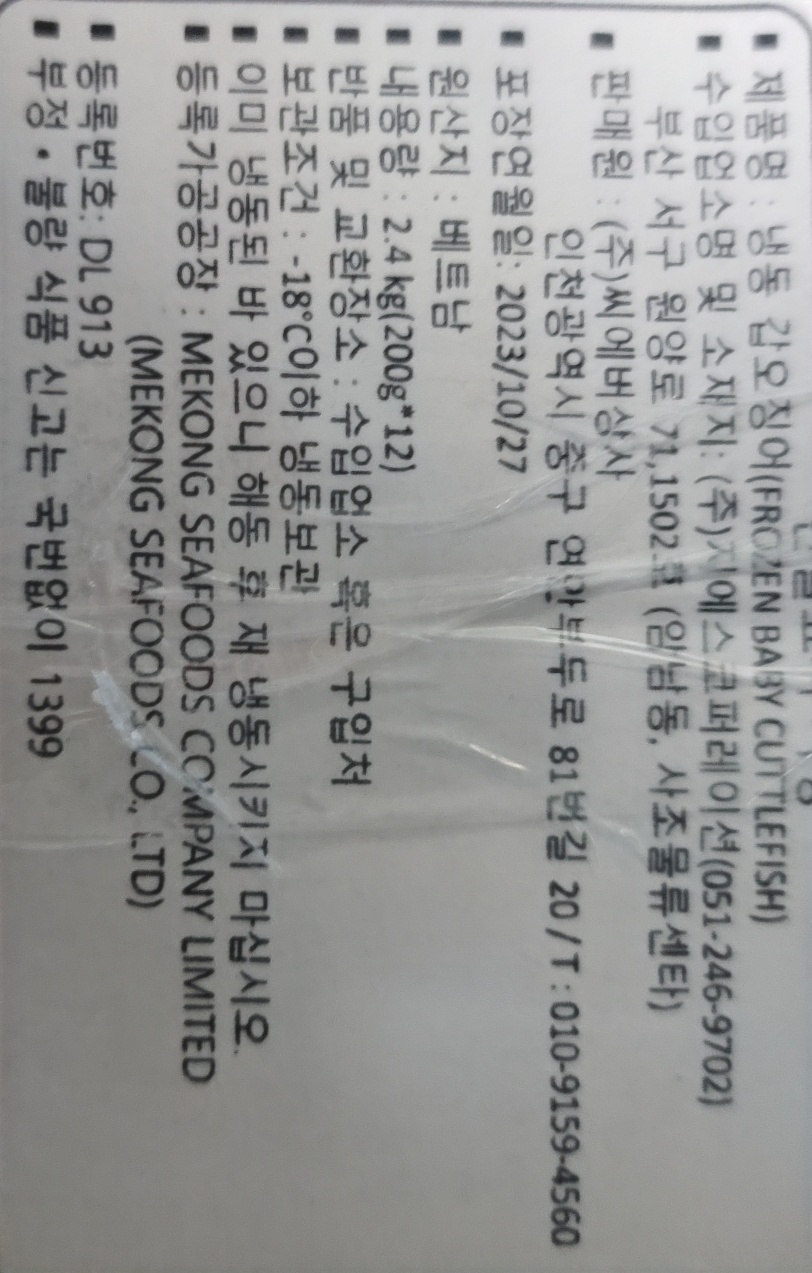 ■ 제품명 : 냉동 갑오징어(FROZEN BABY CUTTLEFISH)
■ 수입업소명 및 소재지: (주)지에스코퍼레이션(051-246-9702)
부산 서구 원양로 71,1502호 (암남동, 사조물류센타)
■ 판매원 : (주)씨에버상사
인천광역시 중구 연안부두로 81번길 20 / T : 010-9159-4560
■ 포장연월일: 2023/10/27
■ 원산지 : 베트남
■ 내용량 : 2.4 kg(200g*12)
■ 반품 및 교환장소 : 수입업소 혹은 구입처
■ 보관조건 : -18°C이하 냉동보관
■ 이미 냉동된 바 있으니 해동 후 재 냉동시키지 마십시오.
■ 등록가공공장 : MEKONG SEAFOODS COMPANY LIMITED
(MEKONG SEAFOODS CO., LTD)
■ 등록번호: DL 913
■ 부정•불량 식품 신고는 국번없이 1399